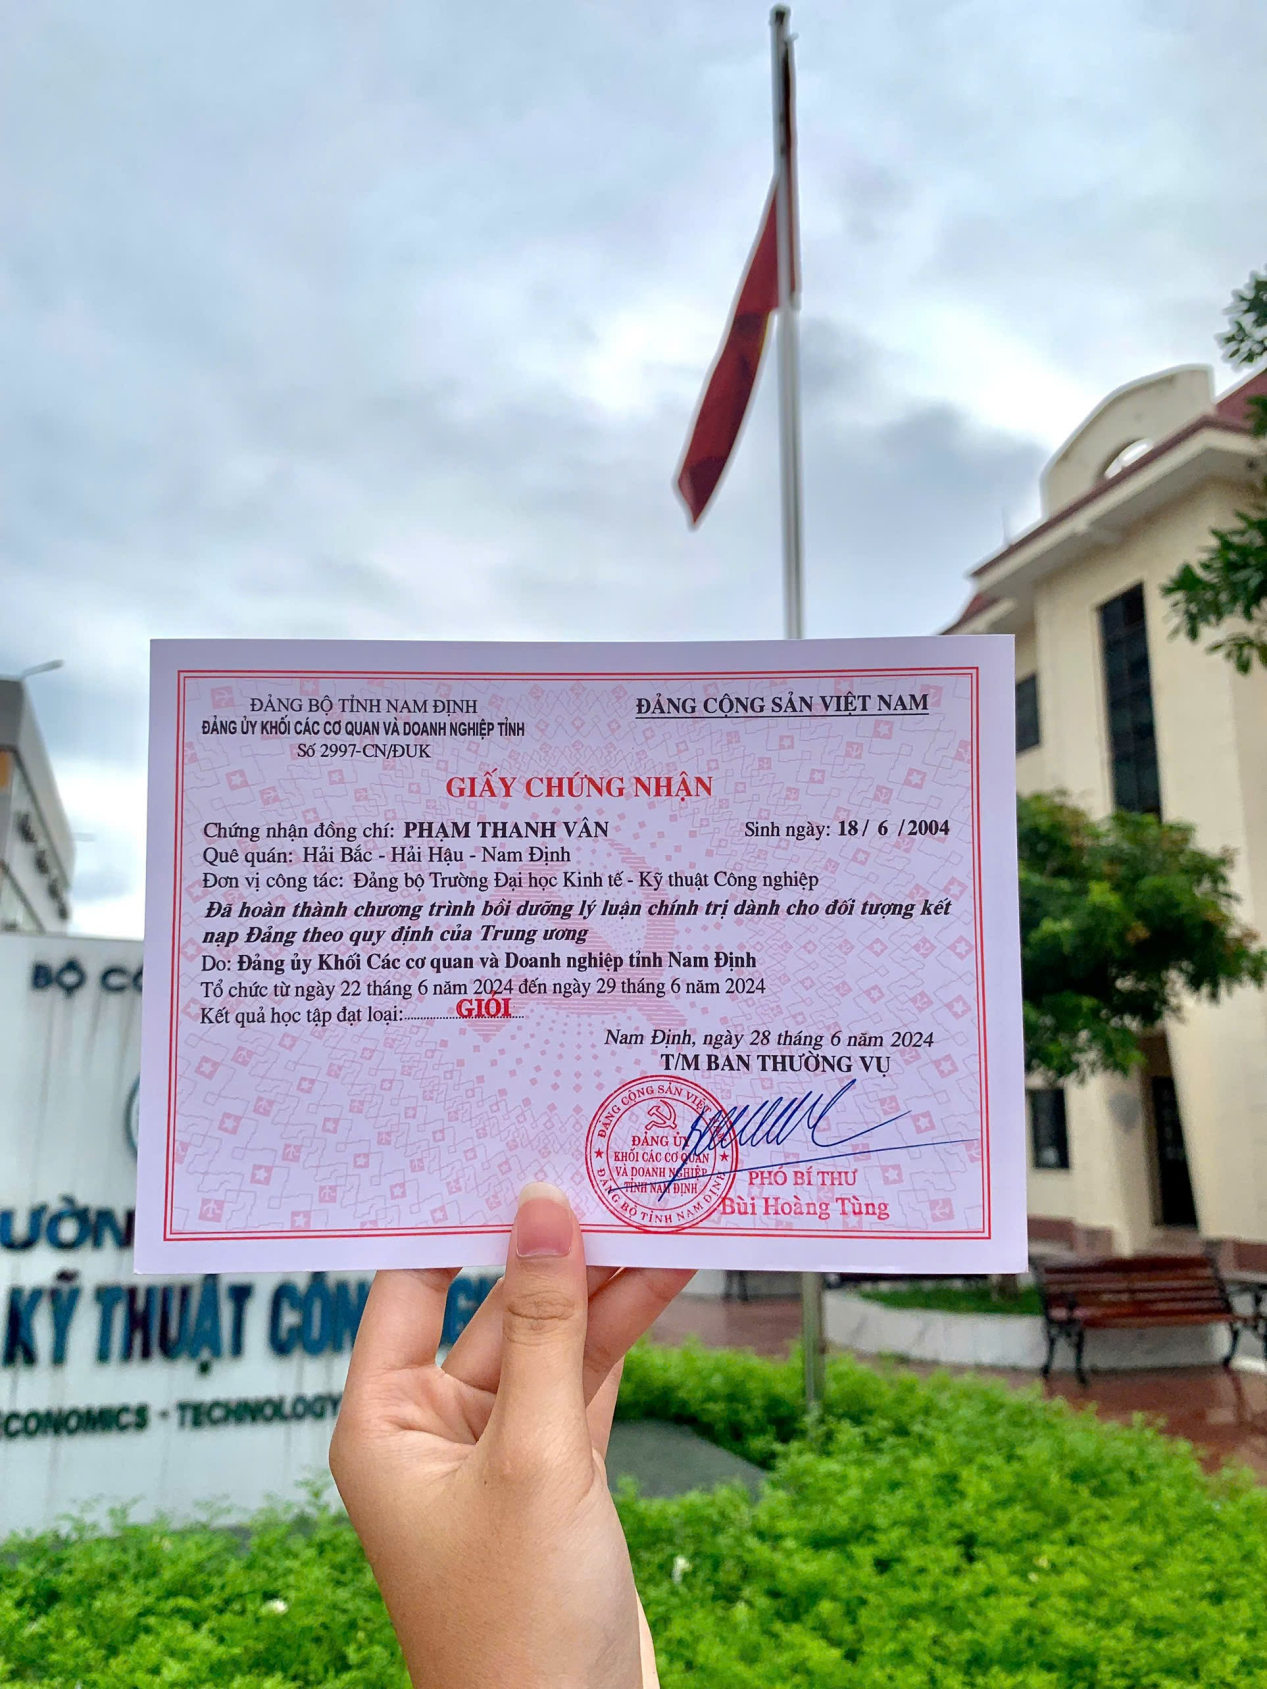 ĐẢNG BỘ TỈNH NAM ĐỊNH
ĐẢNG ỦY KHỐI CÁC CƠ QUAN VÀ DOANH NGHIỆP TỈNH
Số 2997-CN/ĐUK
ĐẢNG CỘNG SẢN VIỆT NAM
GIẤY CHỨNG NHẬN
Chứng nhận đồng chí: PHẠM THANH VÂN Sinh ngày: 18 / 6 / 2004
Quê quán: Hải Bắc - Hải Hậu - Nam Định
Đơn vị công tác: Đảng bộ Trường Đại học Kinh tế - Kỹ thuật Công nghiệp
Đã hoàn thành chương trình bồi dưỡng lý luận chính trị dành cho đối tượng kết
nạp Đảng theo quy định của Trung ương
Do: Đảng ủy Khối Các cơ quan và Doanh nghiệp tỉnh Nam Định
Tổ chức từ ngày 22 tháng 6 năm 2024 đến ngày 29 tháng 6 năm 2024
Kết quả học tập đạt loại: GIỎI
Nam Định, ngày 28 tháng 6 năm 2024
T/M BAN THƯỜNG VỤ
ĐẢNG CỘNG SẢN VIỆT
ĐẢNG ỦY
KHỐI CÁC CƠ QUAN
VÀ DOANH NGHIỆP
TỈNH NAM ĐỊNH
ĐẢNG BỘ TỈNH NAM ĐỊNH
PHÓ BÍ THƯ
Bùi Hoàng Tùng
BỘ
KỸ THUẬT CÔN
ECONOMICS - TECHNOLOGY